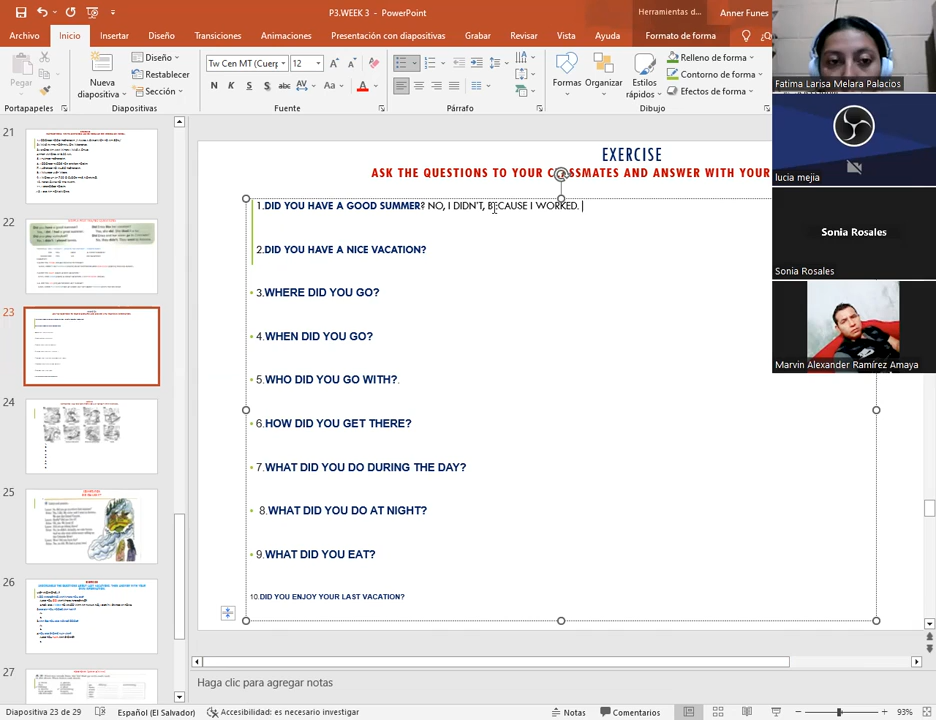 P3.WEEK 3 - PowerPoint
Herramientas d...
Anner Funes
Archivo Inicio Insertar Diseño Transiciones Animaciones Presentación con diapositivas Grabar Revisar Vista Ayuda Formato de forma
Pegar
Nueva diapositiva
Diseño
Restablecer
Sección
Tw Cen MT (Cuerp 12
N K S S abc AV Aa A
Formas Organizar Estilos rápidos
Relleno de forma
Contorno de forma
Efectos de forma
Portapapeles Diapositivas Fuente Párrafo Dibujo
Fatima Larisa Melara Palacios
lucia mejia
Sonia Rosales
Sonia Rosales
Marvin Alexander Ramírez Amaya
21
22
23
24
25
26
27
EXERCISE
ASK THE QUESTIONS TO YOUR CLASSMATES AND ANSWER WITH YOUR
1.DID YOU HAVE A GOOD SUMMER? NO, I DIDN'T, BECAUSE I WORKED.
2.DID YOU HAVE A NICE VACATION?
3.WHERE DID YOU GO?
4.WHEN DID YOU GO?
5.WHO DID YOU GO WITH?.
6.HOW DID YOU GET THERE?
7.WHAT DID YOU DO DURING THE DAY?
8.WHAT DID YOU DO AT NIGHT?
9.WHAT DID YOU EAT?
10.DID YOU ENJOY YOUR LAST VACATION?
Haga clic para agregar notas
Diapositiva 23 de 29 Español (El Salvador) Accesibilidad: es necesario investigar Notas Comentarios 93%